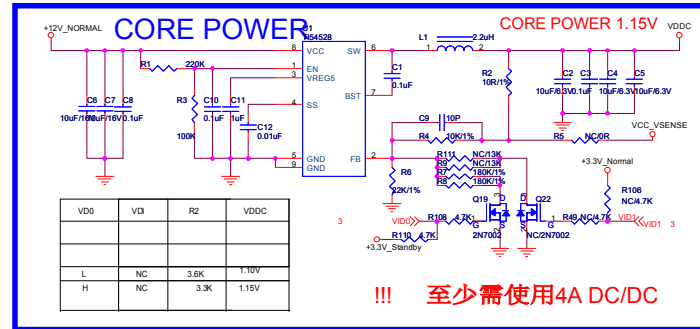 CORE POWER
CORE POWER 1.15V
+12V_NORMAL
VDDC
U1
N54528
L1
2.2uH
8 VCC SW 6
1 2
R1
220K
1 EN
3 VREG5
C1
0.1uF
R2
10R/1%
C2
10uF/6.3V
C3
0.1uF
C4
10uF/6.3V
C5
10uF/6.3V
C6
10uF/16V
C7
10uF/16V
C8
0.1uF
R3
100K
C10
0.1uF
C11
1uF
4 SS
BST 7
C12
0.01uF
C9
10P
VCC_VSENSE
R4
10K/1%
R5
NC/0R
5 GND
9 GND
FB 2
R111
NC/13K
R9
NC/13K
R7
180K/1%
R8
180K/1%
+3.3V_Normal
R6
22K/1%
R106
NC/4.7K
Q19
2N7002
Q22
NC/2N7002
3 VID0
R108 4.7K
R49 NC/4.7K
VID1
VID1 3
R110 4.7K
+3.3V_Standby
VD0 VDI R2 VDDC
L NC 3.6K 1.10V
H NC 3.3K 1.15V
!!! 至少需使用4A DC/DC